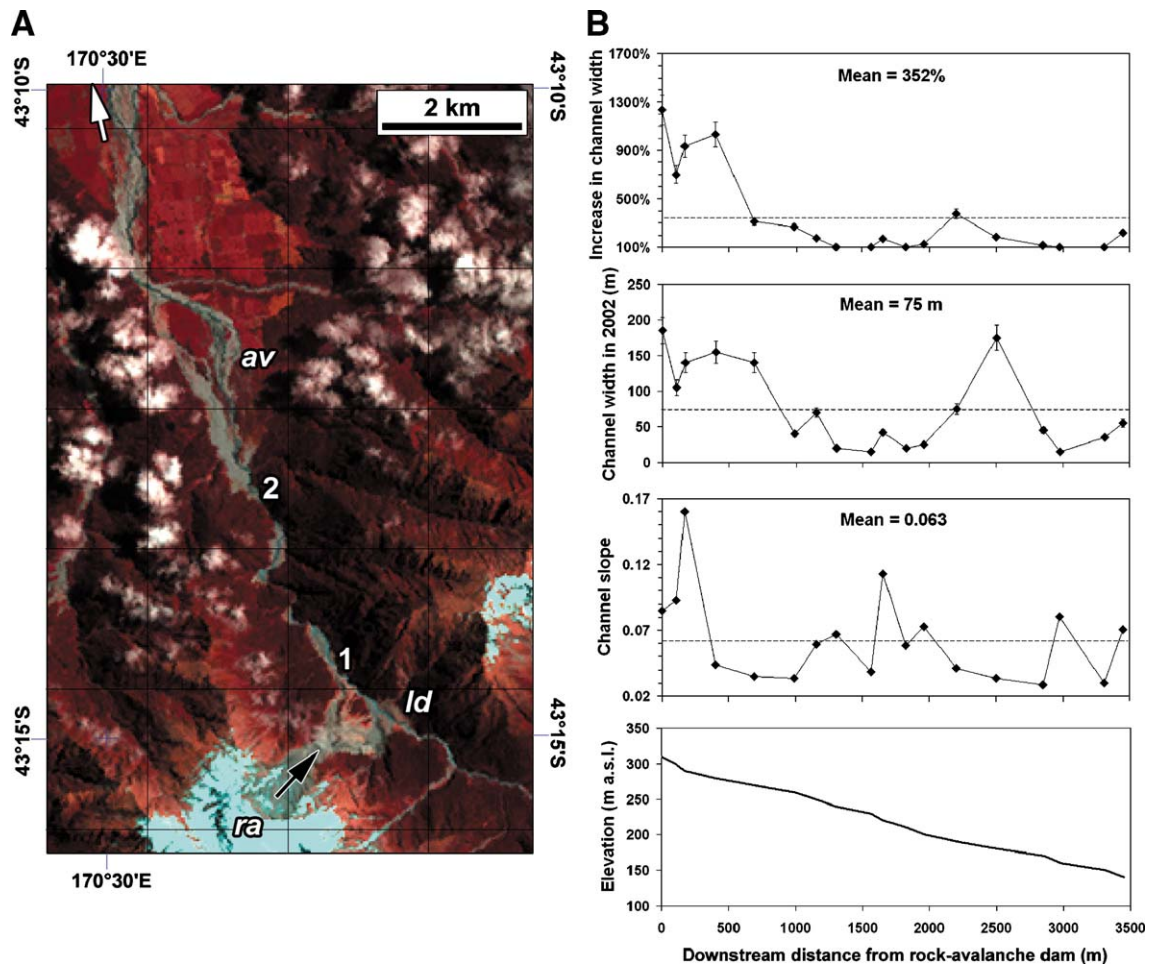 A
170°30'E
43°10'S
43°10'S
2 km
av
2
1
ld
43°15'S
43°15'S
ra
170°30'E
B
Increase in channel width
1700%
1300%
900%
500%
100%
Mean = 352%
Channel width in 2002 (m)
250
200
150
100
50
0
Mean = 75 m
Channel slope
0.17
0.12
0.07
0.02
Mean = 0.063
Elevation (m a.s.l.)
350
300
250
200
150
100
0 500 1000 1500 2000 2500 3000 3500
Downstream distance from rock-avalanche dam (m)